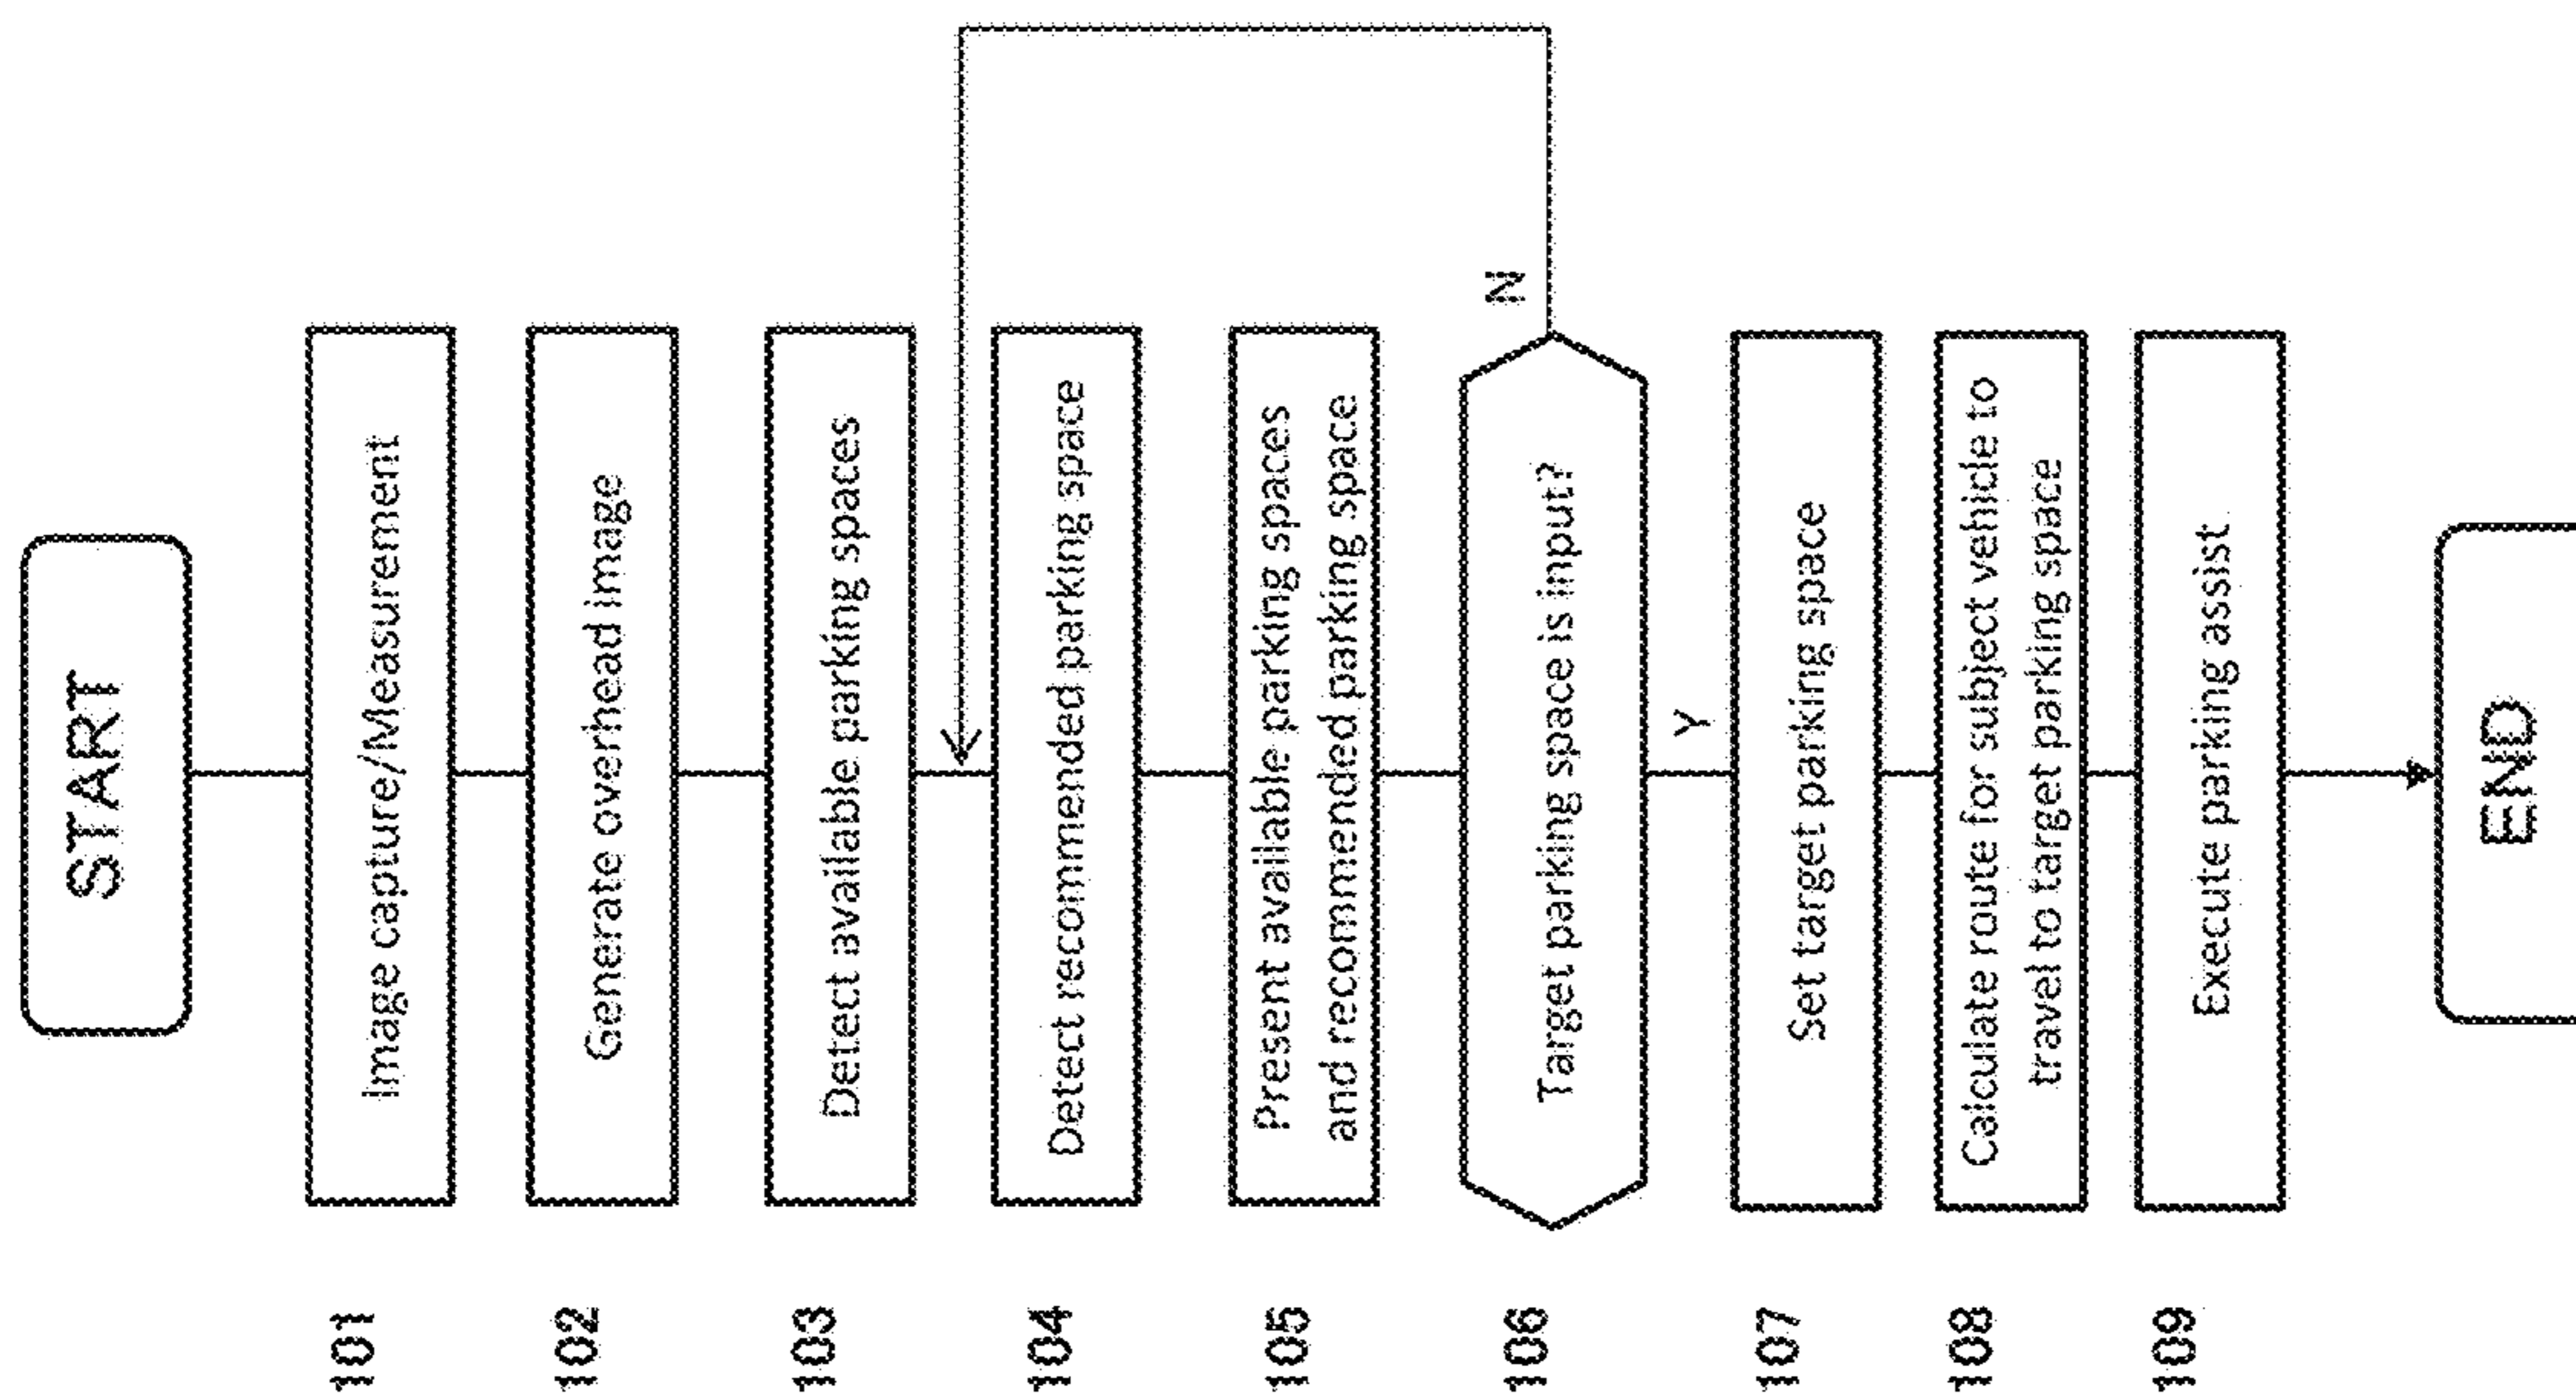 START
101
Image capture/Measurement
102
Generate overhead image
103
Detect available parking spaces
104
Detect recommended parking space
105
Present available parking spaces
and recommended parking space
106
Target parking space is input?
N
Y
107
Set target parking space
108
Calculate route for subject vehicle to
travel to target parking space
109
Execute parking assist
END